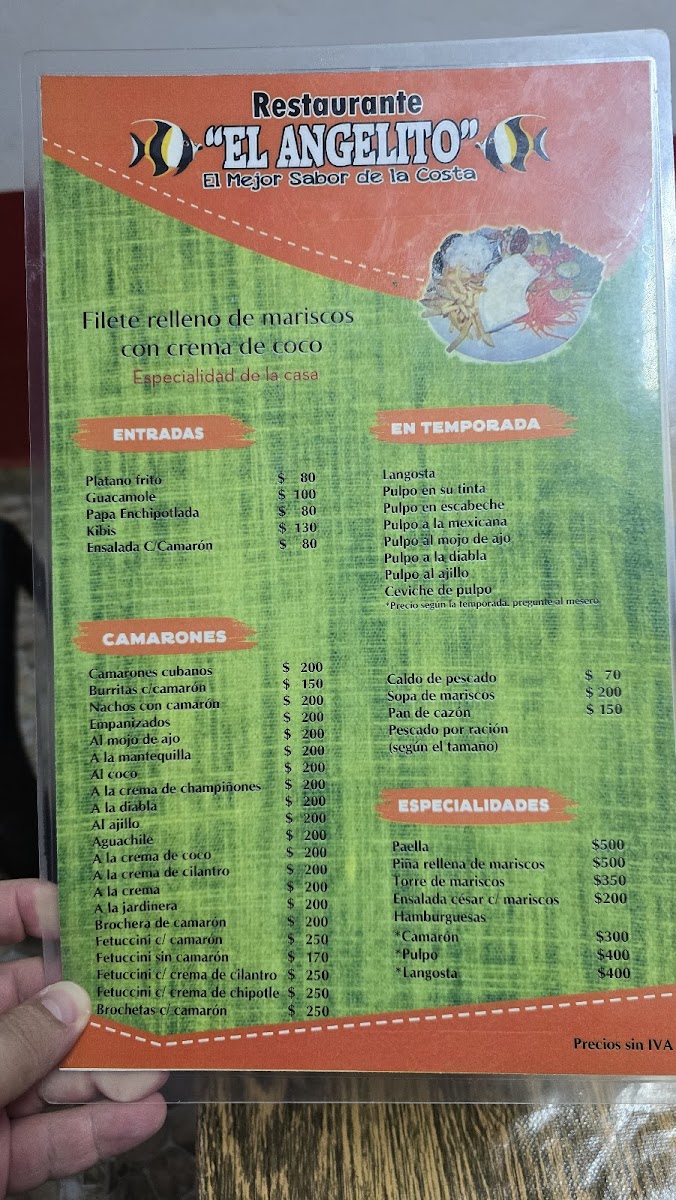 Restaurante
"EL ANGELITO"
El Mejor Sabor de la Costa
Filete relleno de mariscos
con crema de coco
Especialidad de la casa
ENTRADAS
Platano frito $ 80
Guacamole $ 100
Papa Enchipotlada $ 80
Kibis $ 130
Ensalada C/Camarón $ 80
CAMARONES
Camarones cubanos $ 200
Burritas c/camarón $ 150
Nachos con camarón $ 200
Empanizados $ 200
Al mojo de ajo $ 200
A la mantequilla $ 200
Al coco $ 200
A la crema de champiñones $ 200
A la diabla $ 200
Al ajillo $ 200
Aguachile $ 200
A la crema de coco $ 200
A la crema de cilantro $ 200
A la crema $ 200
A la jardinera $ 200
Brochera de camarón $ 200
Fetuccini c/ camarón $ 250
Fetuccini sin camarón $ 170
Fetuccini c/ crema de cilantro $ 250
Fetuccini c/ crema de chipotle $ 250
Brochetas c/ camarón $ 250
EN TEMPORADA
Langosta
Pulpo en su tinta
Pulpo en escabeche
Pulpo a la mexicana
Pulpo al mojo de ajo
Pulpo a la diabla
Pulpo al ajillo
Ceviche de pulpo
*Precio según la temporada, pregunte al mesero
Caldo de pescado $ 70
Sopa de mariscos $ 200
Pan de cazón $ 150
Pescado por ración
(según el tamaño)
ESPECIALIDADES
Paella $500
Piña rellena de mariscos $500
Torre de mariscos $350
Ensalada césar c/ mariscos $200
Hamburguesas
*Camarón $300
*Pulpo $400
*Langosta $400
Precios sin IVA